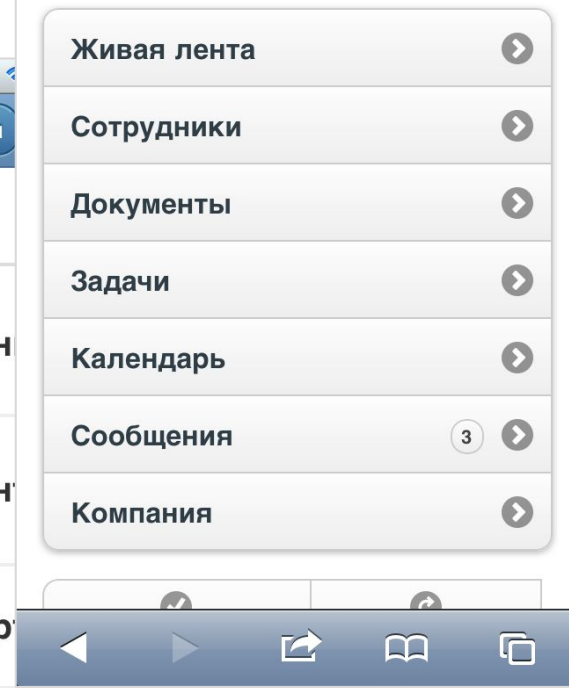 Живая лента
Сотрудники
Документы
Задачи
Календарь
Сообщения
3
Компания